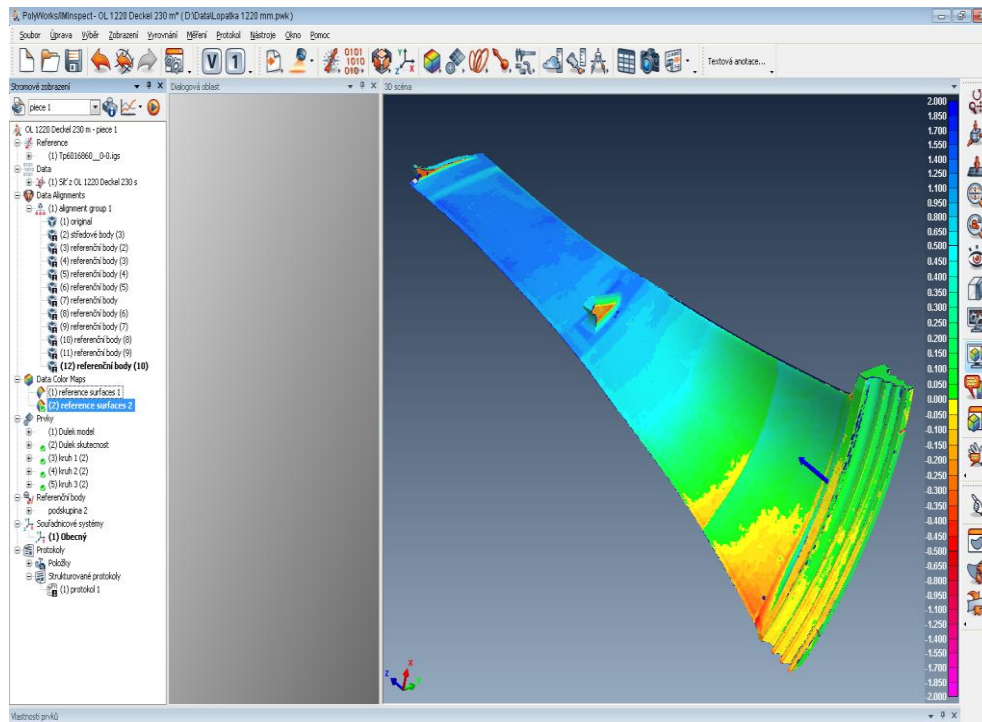 PolyWorks/IMInspect - OL 1220 Deckel 230 m* ( D:\Data\Lopatka 1220 mm.pwk )
Soubor Úprava Výběr Zobrazení Vyrovnání Měření Protokol Nástroje Okno Pomoc
V 1 0101 1010 010+ Textová anotace...
Stromové zobrazení
Dialogová oblast
3D scéna
piece 1
OL 1220 Deckel 230 m - piece 1
Reference
(1) Tp6016860__0-0.igs
Data
(1) Síť z OL 1220 Deckel 230 s
Data Alignments
(1) alignment group 1
(1) original
(2) středové body (3)
(3) referenční body (2)
(4) referenční body (3)
(5) referenční body (4)
(6) referenční body (5)
(7) referenční body
(8) referenční body (6)
(9) referenční body (7)
(10) referenční body (8)
(11) referenční body (9)
(12) referenční body (10)
Data Color Maps
(1) reference surfaces 1
(2) reference surfaces 2
Prvky
(1) Dulek model
(2) Dulek skutecnost
(3) kruh 1 (2)
(4) kruh 2 (2)
(5) kruh 3 (2)
Referenční body
podskupina 2
Souřadnicové systémy
(1) Obecný
Protokoly
Položky
Strukturované protokoly
(1) protokol 1
2.000
1.850
1.700
1.550
1.400
1.250
1.100
0.950
0.800
0.650
0.500
0.450
0.400
0.350
0.300
0.250
0.200
0.150
0.100
0.050
0.000
-0.050
-0.100
-0.150
-0.200
-0.250
-0.300
-0.350
-0.400
-0.450
-0.500
-0.650
-0.800
-0.950
-1.100
-1.250
-1.400
-1.550
-1.700
-1.850
-2.000
x
z
Vlastnosti prvků